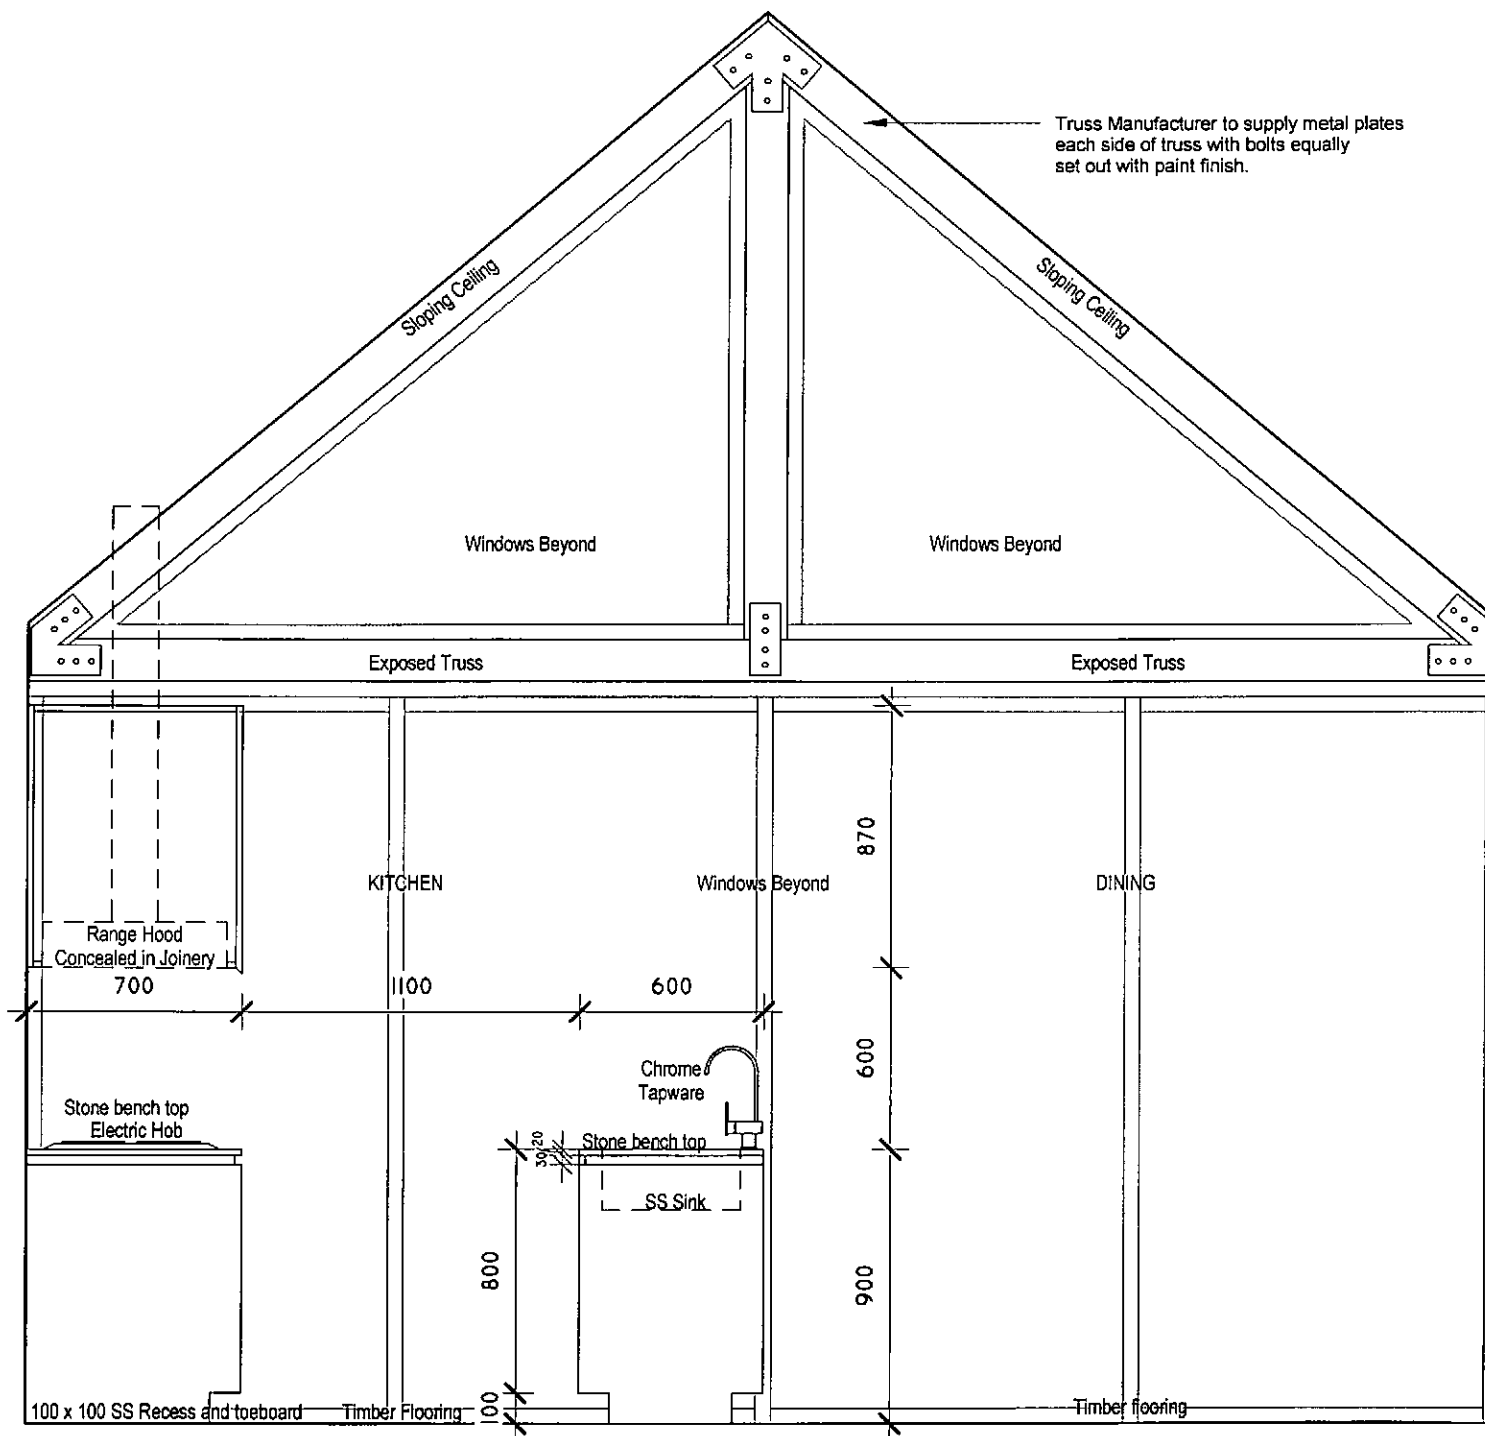 Truss Manufacturer to supply metal plates
each side of truss with bolts equally
set out with paint finish.
Sloping Ceiling
Sloping Ceiling
Windows Beyond
Windows Beyond
Exposed Truss
Exposed Truss
870
KITCHEN
Windows Beyond
DINING
Range Hood
Concealed in Joinery
700
1100
600
600
Chrome
Tapware
Stone bench top
Electric Hob
30/20
Stone bench top
SS Sink
800
900
100 x 100 SS Recess and toeboard
Timber Flooring
100
Timber flooring